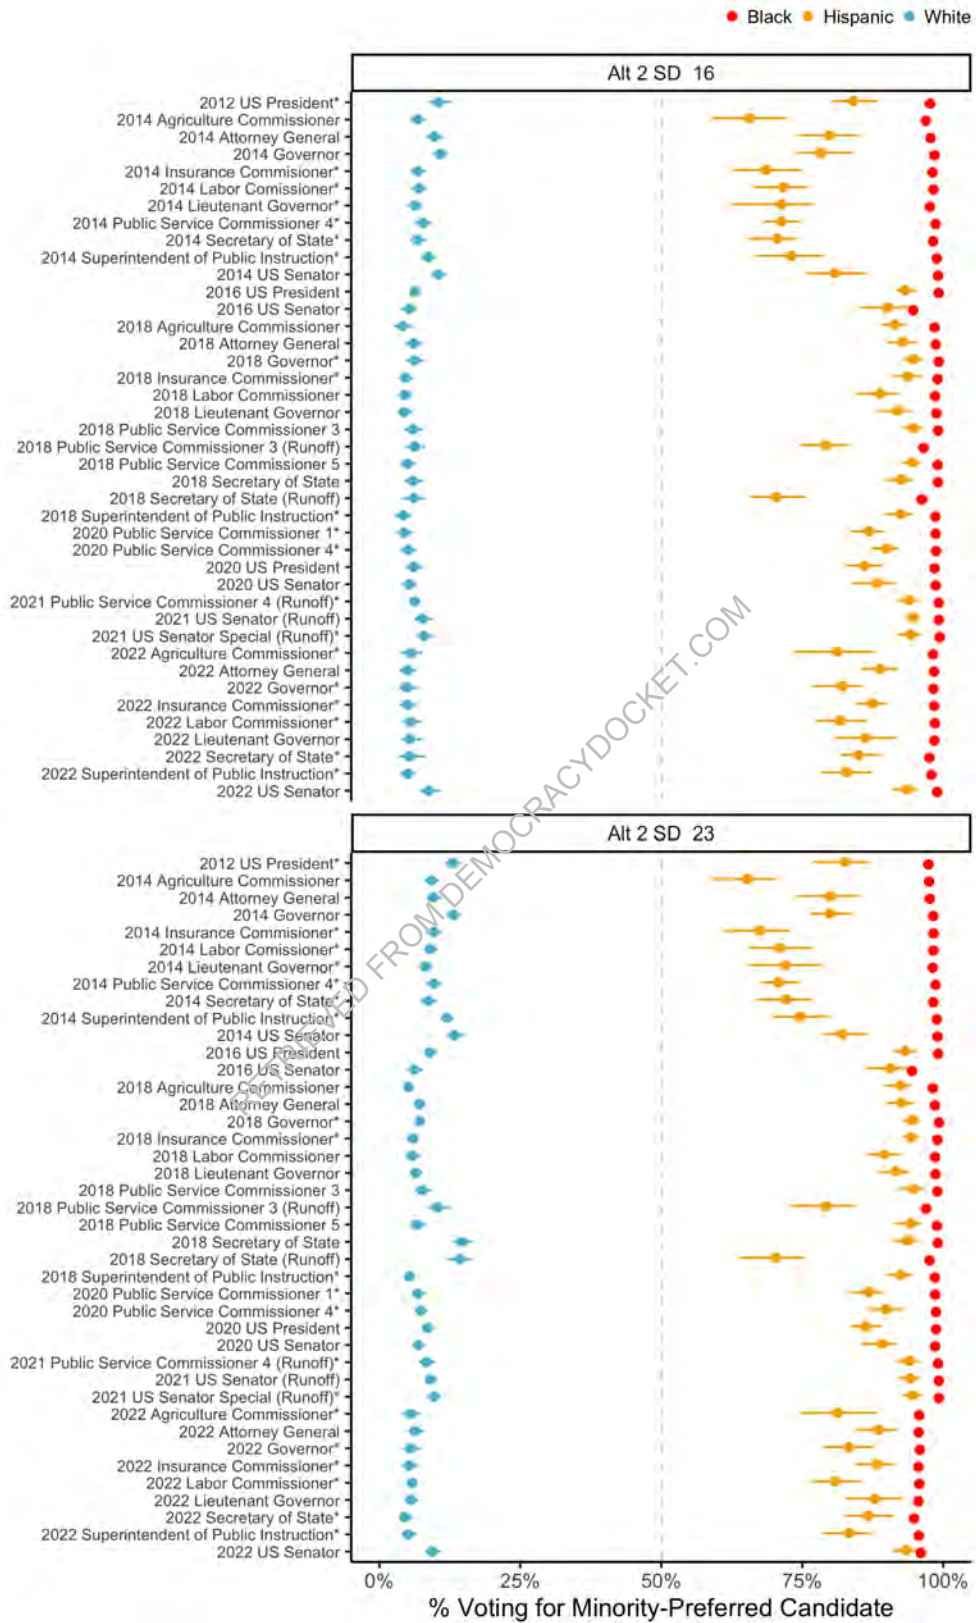 Black Hispanic White
Alt 2 SD 16
2012 US President*
2014 Agriculture Commissioner
2014 Attorney General
2014 Governor
2014 Insurance Commisioner*
2014 Labor Comissioner*
2014 Lieutenant Governor*
2014 Public Service Commissioner 4*
2014 Secretary of State*
2014 Superintendent of Public Instruction*
2014 US Senator
2016 US President
2016 US Senator
2018 Agriculture Commissioner
2018 Attorney General
2018 Governor*
2018 Insurance Commissioner*
2018 Labor Commissioner
2018 Lieutenant Governor
2018 Public Service Commissioner 3
2018 Public Service Commissioner 3 (Runoff)
2018 Public Service Commissioner 5
2018 Secretary of State
2018 Secretary of State (Runoff)
2018 Superintendent of Public Instruction*
2020 Public Service Commissioner 1*
2020 Public Service Commissioner 4*
2020 US President
2020 US Senator
2021 Public Service Commissioner 4 (Runoff)*
2021 US Senator (Runoff)
2021 US Senator Special (Runoff)*
2022 Agriculture Commissioner*
2022 Attorney General
2022 Governor*
2022 Insurance Commissioner*
2022 Labor Commissioner*
2022 Lieutenant Governor
2022 Secretary of State*
2022 Superintendent of Public Instruction*
2022 US Senator
Alt 2 SD 23
2012 US President*
2014 Agriculture Commissioner
2014 Attorney General
2014 Governor
2014 Insurance Commisioner*
2014 Labor Comissioner*
2014 Lieutenant Governor*
2014 Public Service Commissioner 4*
2014 Secretary of State*
2014 Superintendent of Public Instruction*
2014 US Senator
2016 US President
2016 US Senator
2018 Agriculture Commissioner
2018 Attorney General
2018 Governor*
2018 Insurance Commissioner*
2018 Labor Commissioner
2018 Lieutenant Governor
2018 Public Service Commissioner 3
2018 Public Service Commissioner 3 (Runoff)
2018 Public Service Commissioner 5
2018 Secretary of State
2018 Secretary of State (Runoff)
2018 Superintendent of Public Instruction*
2020 Public Service Commissioner 1*
2020 Public Service Commissioner 4*
2020 US President
2020 US Senator
2021 Public Service Commissioner 4 (Runoff)*
2021 US Senator (Runoff)
2021 US Senator Special (Runoff)*
2022 Agriculture Commissioner*
2022 Attorney General
2022 Governor*
2022 Insurance Commissioner*
2022 Labor Commissioner*
2022 Lieutenant Governor
2022 Secretary of State*
2022 Superintendent of Public Instruction*
2022 US Senator
0% 25% 50% 75% 100%
% Voting for Minority-Preferred Candidate
RETRIEVED FROM DEMOCRACYDOCKET.COM